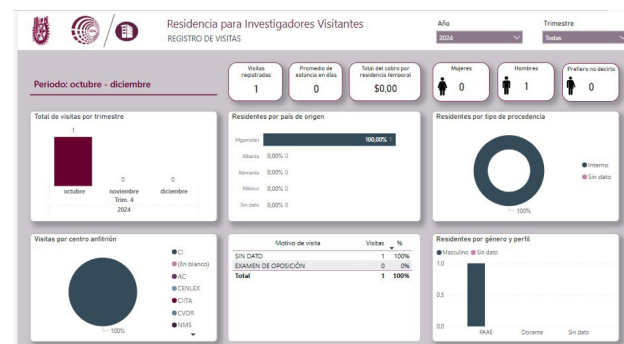 Residencia para Investigadores Visitantes
REGISTRO DE VISITAS
Año
2024
Trimestre
Todas
Periodo: octubre - diciembre
Visitas registradas
1
Promedio de estancia en días
0
Total del cobro por residencia temporal
$0,00
Mujeres
0
Hombres
1
Prefiero no decirlo
0
Total de visitas por trimestre
1
0
0
octubre
noviembre
diciembre
Trim. 4
2024
Residentes por país de origen
Afganistán
100,00% 1
Albania
0,00% 0
Alemania
0,00% 0
México
0,00% 0
Sin dato
0,00% 0
Residentes por tipo de procedencia
Interno
Sin dato
100%
Visitas por centro anfitrión
CI
(En blanco)
AC
CENLEX
CIITA
CVDR
NMS
100%
Motivo de visita Visitas %
SIN DATO 1 100%
EXAMEN DE OPOSICIÓN 0 0%
Total 1 100%
Residentes por género y perfil
Masculino Sin dato
1.0
0.5
0.0
PAAE
Docente
Sin dato